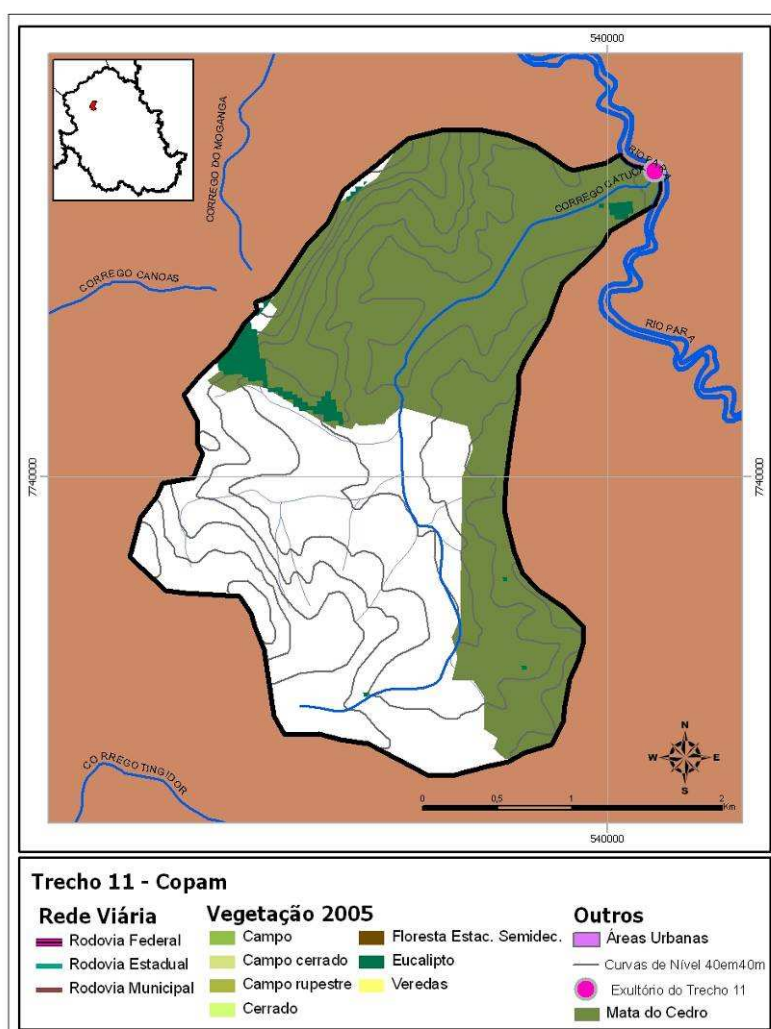 540000
CORREGO DO MOGANGA
RIO PARA
CORREGO CATUCA
CORREGO CANOAS
RIO PARA
7740000
7740000
CORREGO TINGIDOR
N
W E
S
0 0,5 1 2
Km
540000
Trecho 11 - Copam
Rede Viária
Rodovia Federal
Rodovia Estadual
Rodovia Municipal
Vegetação 2005
Campo
Campo cerrado
Campo rupestre
Cerrado
Floresta Estac. Semidec.
Eucalipto
Veredas
Outros
Áreas Urbanas
Curvas de Nível 40em40m
Exultório do Trecho 11
Mata do Cedro